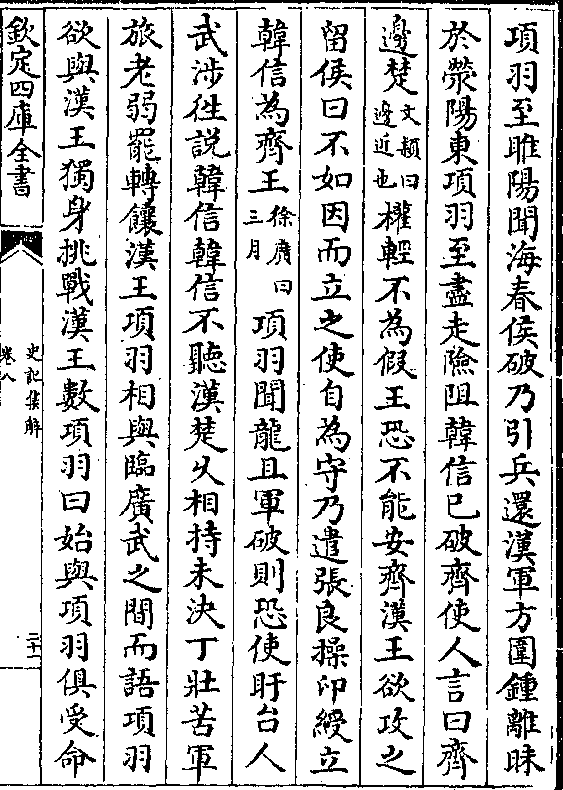 項羽至睢陽聞海春侯破乃引兵還漢軍方圍鍾離昧
於滎陽東項羽至盡走險阻韓信已破齊使人言曰齊
邊楚文穎曰邊近也權輕不為假王恐不能安齊漢王欲攻之
留侯曰不如因而立之使自為守乃遣張良操印綬立
韓信為齊王徐廣曰三月項羽聞龍且軍破則恐使盱台人
武涉徃說韓信韓信不聽漢楚乆相持未決丁壯苦軍
旅老弱罷轉饟漢王項羽相與臨廣武之間而語項羽
欲與漢王獨身挑戰漢王數項羽曰始與項羽俱受命
欽定四庫全書
史記集解
卷八
二十一